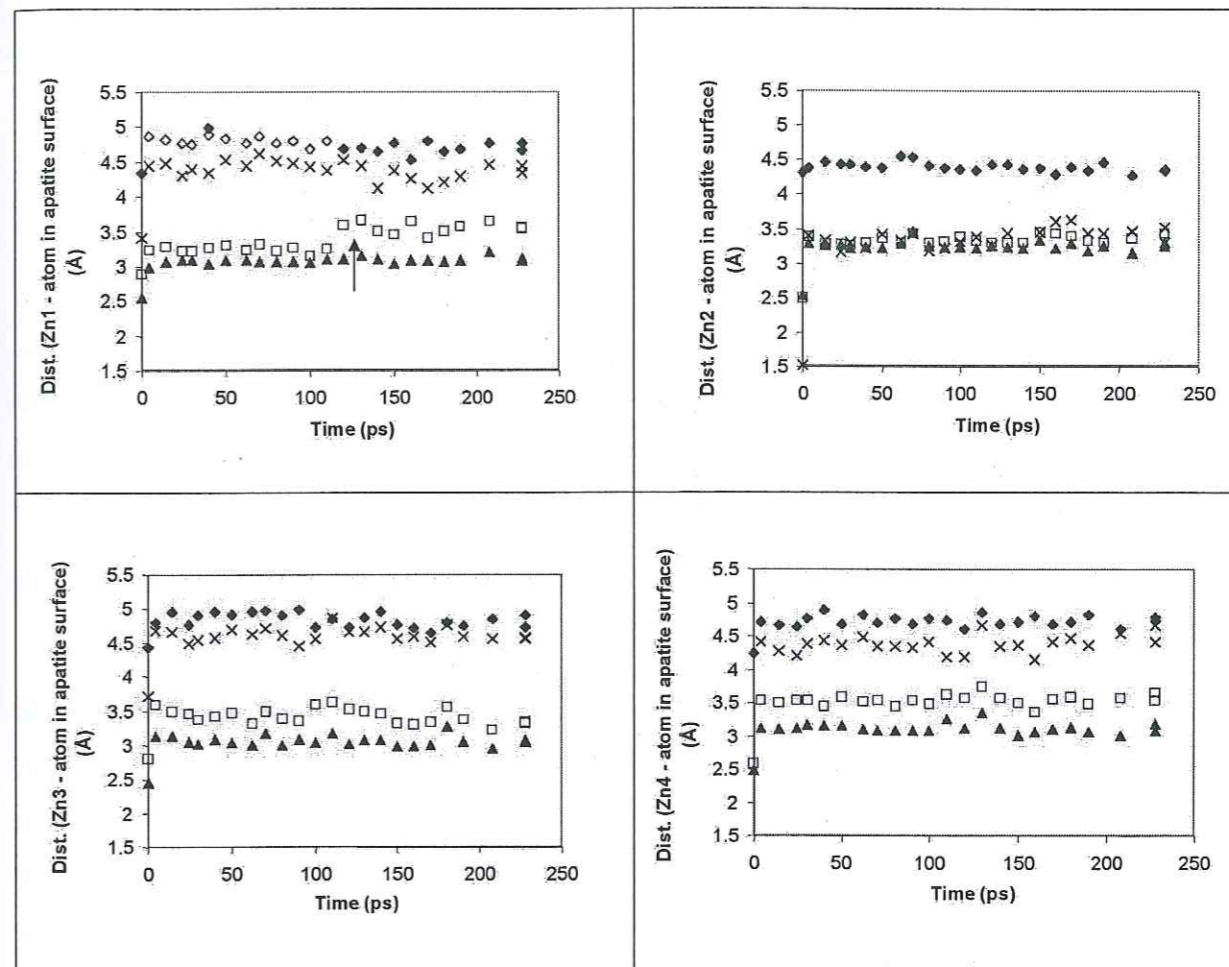 Dist. (Zn1 - atom in apatite surface)
(Å)
5.5
5
4.5
4
3.5
3
2.5
2
1.5
0 50 100 150 200 250
Time (ps)
Dist. (Zn2 - atom in apatite surface)
(Å)
5.5
5
4.5
4
3.5
3
2.5
2
1.5
0 50 100 150 200 250
Time (ps)
Dist. (Zn3 - atom in apatite surface)
(Å)
5.5
5
4.5
4
3.5
3
2.5
2
1.5
0 50 100 150 200 250
Time (ps)
Dist. (Zn4 - atom in apatite surface)
(Å)
5.5
5
4.5
4
3.5
3
2.5
2
1.5
0 50 100 150 200 250
Time (ps)